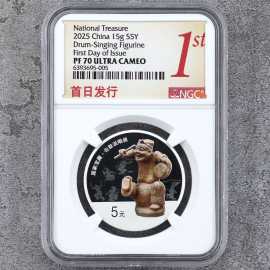 National Treasure
2025 China 15g S5Y
Drum-Singing Figurine
First Day of Issue
PF 70 ULTRA CAMEO
6393695-005
1st
首日发行
NGC
5元